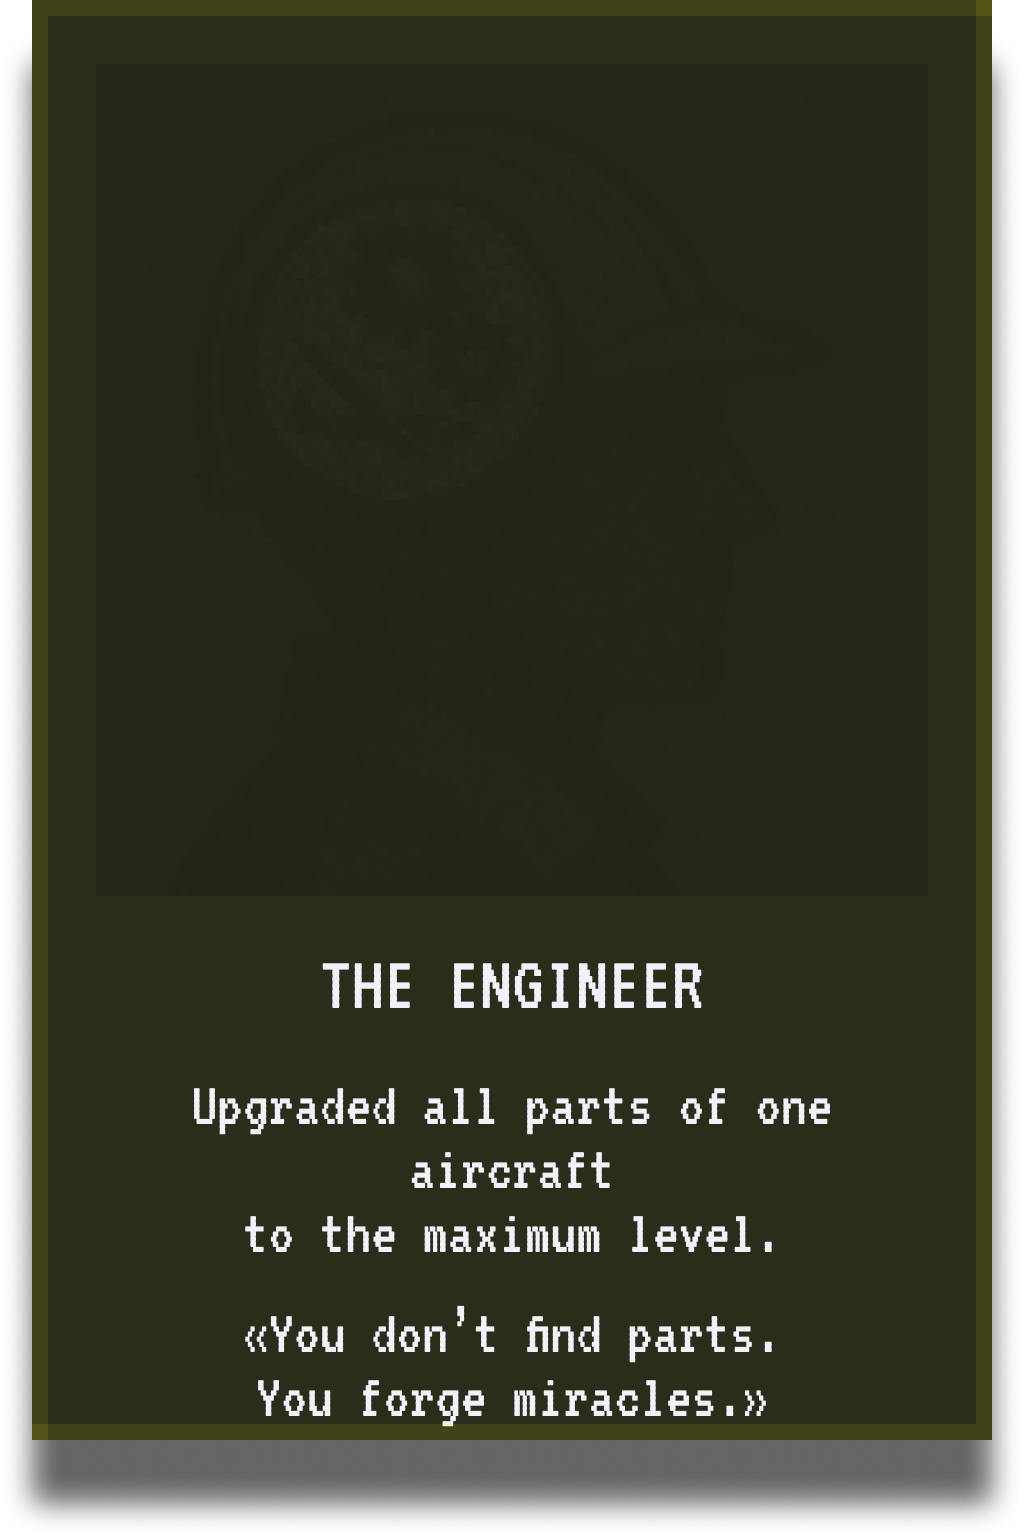 THE ENGINEER
Upgraded all parts of one
aircraft
to the maximum level.
«You don't find parts.
You forge miracles.»